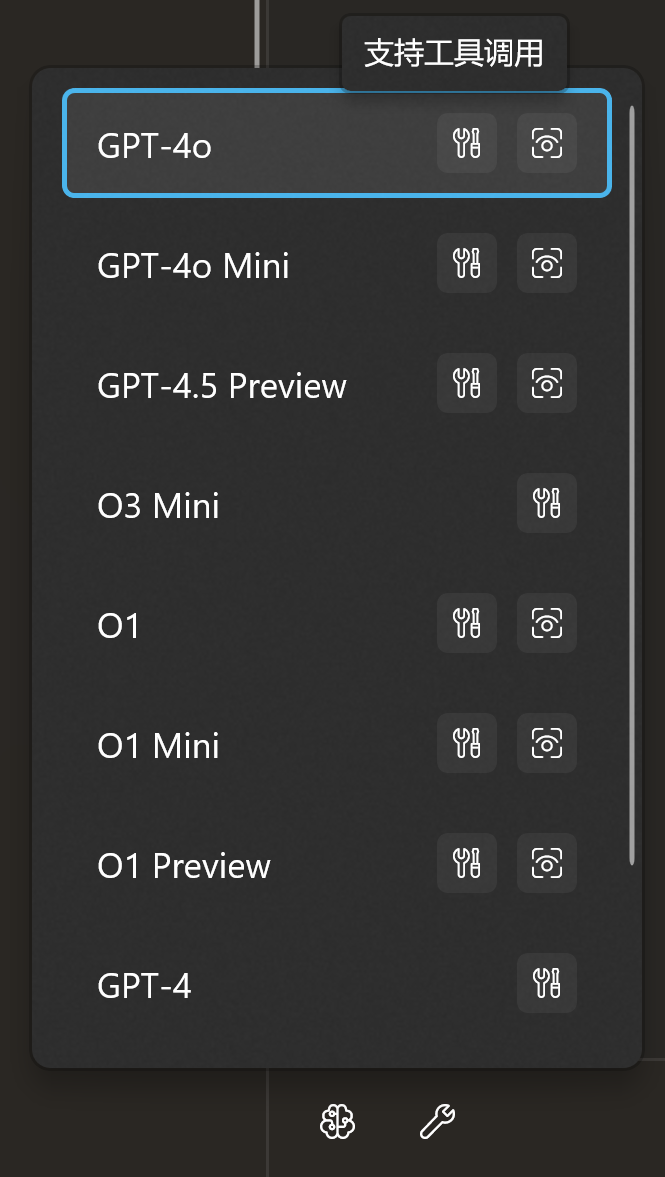 支持工具调用
GPT-4o
GPT-4o Mini
GPT-4.5 Preview
O3 Mini
O1
O1 Mini
O1 Preview
GPT-4